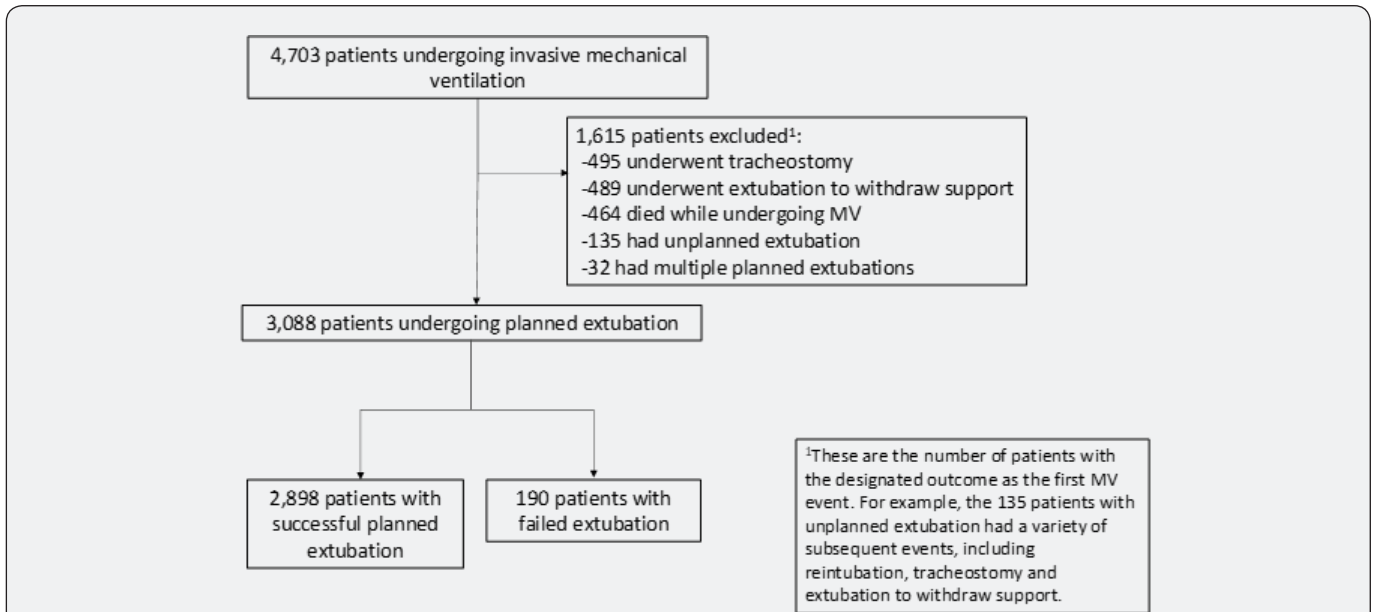 4,703 patients undergoing invasive mechanical
ventilation
1,615 patients excluded¹:
-495 underwent tracheostomy
-489 underwent extubation to withdraw support
-464 died while undergoing MV
-135 had unplanned extubation
-32 had multiple planned extubations
3,088 patients undergoing planned extubation
2,898 patients with
successful planned
extubation
190 patients with
failed extubation
¹These are the number of patients with
the designated outcome as the first MV
event. For example, the 135 patients with
unplanned extubation had a variety of
subsequent events, including
reintubation, tracheostomy and
extubation to withdraw support.